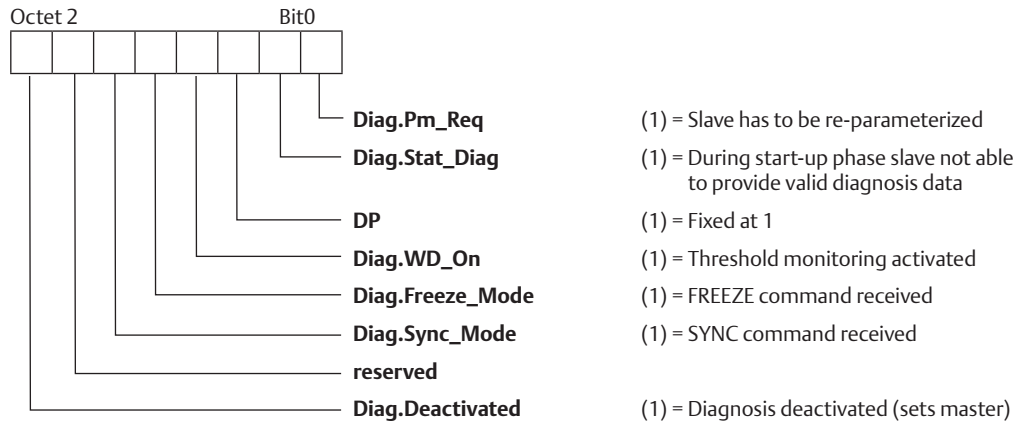 Octet 2 Bit0
Diag.Pm_Req (1) = Slave has to be re-parameterized
Diag.Stat_Diag (1) = During start-up phase slave not able
to provide valid diagnosis data
DP (1) = Fixed at 1
Diag.WD_On (1) = Threshold monitoring activated
Diag.Freeze_Mode (1) = FREEZE command received
Diag.Sync_Mode (1) = SYNC command received
reserved
Diag.Deactivated (1) = Diagnosis deactivated (sets master)